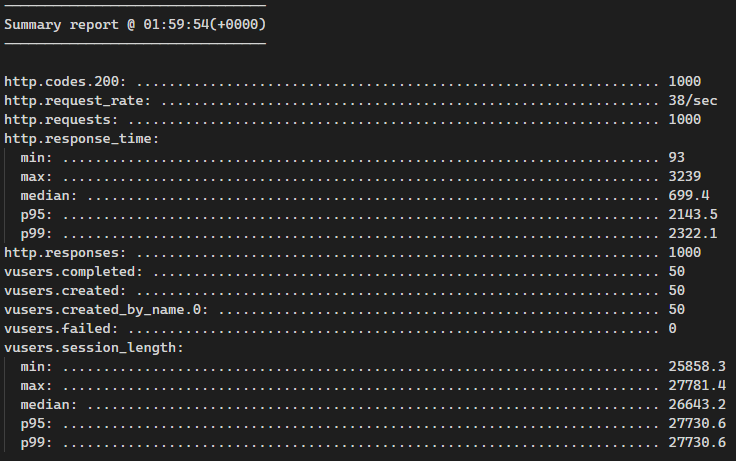 Summary report @ 01:59:54(+0000)
http.codes.200: ................................................................ 1000
http.request_rate: ............................................................. 38/sec
http.requests: ................................................................. 1000
http.response_time:
min: ......................................................................... 93
max: ......................................................................... 3239
median: ...................................................................... 699.4
p95: ......................................................................... 2143.5
p99: ......................................................................... 2322.1
http.responses: ................................................................ 1000
vusers.completed: .............................................................. 50
vusers.created: ................................................................ 50
vusers.created_by_name.0: ...................................................... 50
vusers.failed: ................................................................. 0
vusers.session_length:
min: ......................................................................... 25858.3
max: ......................................................................... 27781.4
median: ...................................................................... 26643.2
p95: ......................................................................... 27730.6
p99: ......................................................................... 27730.6